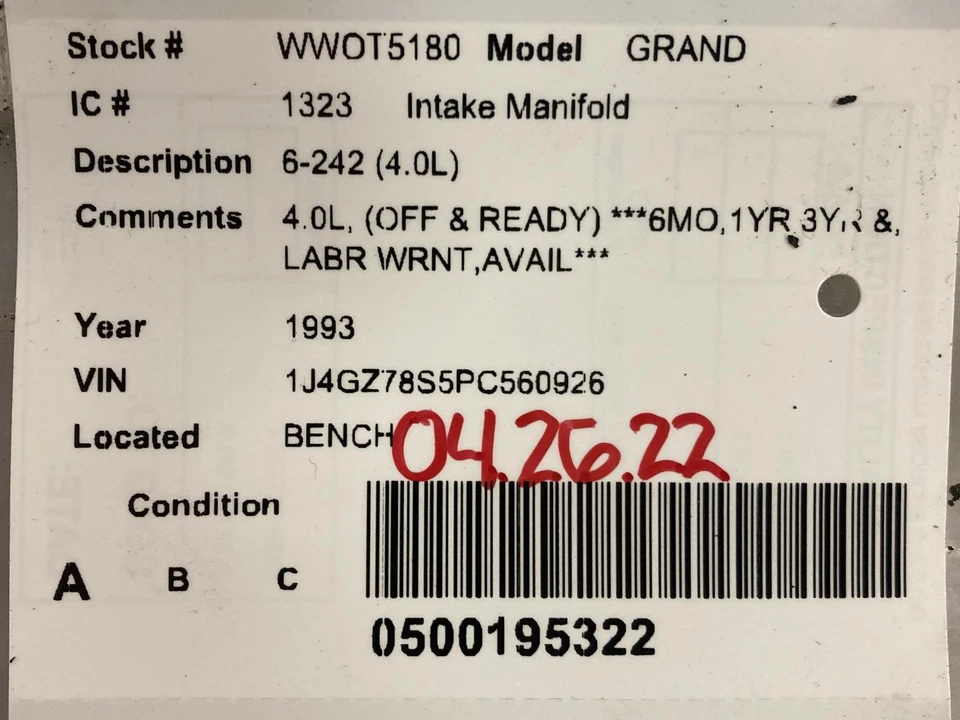 Stock # WWOT5180 Model GRAND
IC # 1323 Intake Manifold
Description 6-242 (4.0L)
Comments 4.0L, (OFF & READY) ***6MO,1YR,3YR &,
LABR WRNT,AVAIL***
Year 1993
VIN 1J4GZ78S5PC560926
Located BENCH 04.26.22
Condition
A B C
0500195322